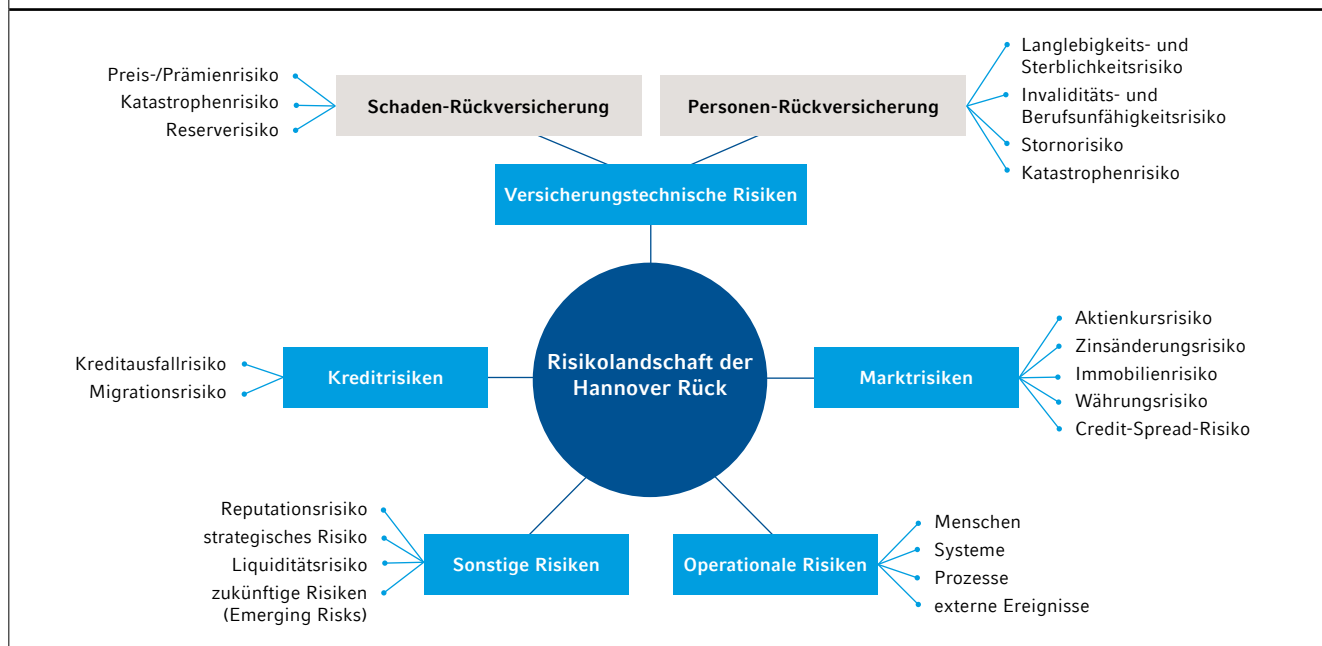 Preis-/Prämienrisiko
Katastrophenrisiko
Reserverisiko
Schaden-Rückversicherung
Personen-Rückversicherung
Langlebigkeits- und
Sterblichkeitsrisiko
Invaliditäts- und
Berufsunfähigkeitsrisiko
Stornorisiko
Katastrophenrisiko
Versicherungstechnische Risiken
Kreditausfallrisiko
Migrationsrisiko
Kreditrisiken
Risikolandschaft der
Hannover Rück
Marktrisiken
Aktienkursrisiko
Zinsänderungsrisiko
Immobilienrisiko
Währungsrisiko
Credit-Spread-Risiko
Reputationsrisiko
strategisches Risiko
Liquiditätsrisiko
zukünftige Risiken
(Emerging Risks)
Sonstige Risiken
Operationale Risiken
Menschen
Systeme
Prozesse
externe Ereignisse